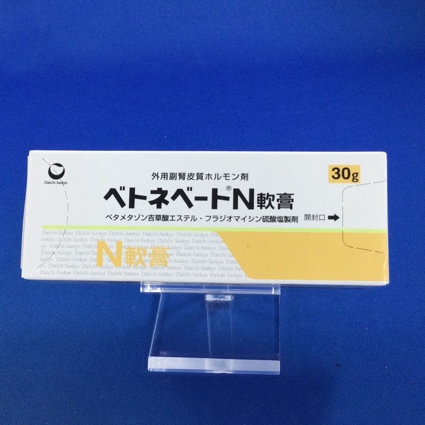 外用副腎皮質ホルモン剤
30g
Daiichi-Sankyo
ベトネベート®N軟膏
ベタメタゾン吉草酸エステル・フラジオマイシン硫酸塩製剤
開封口→
N軟膏